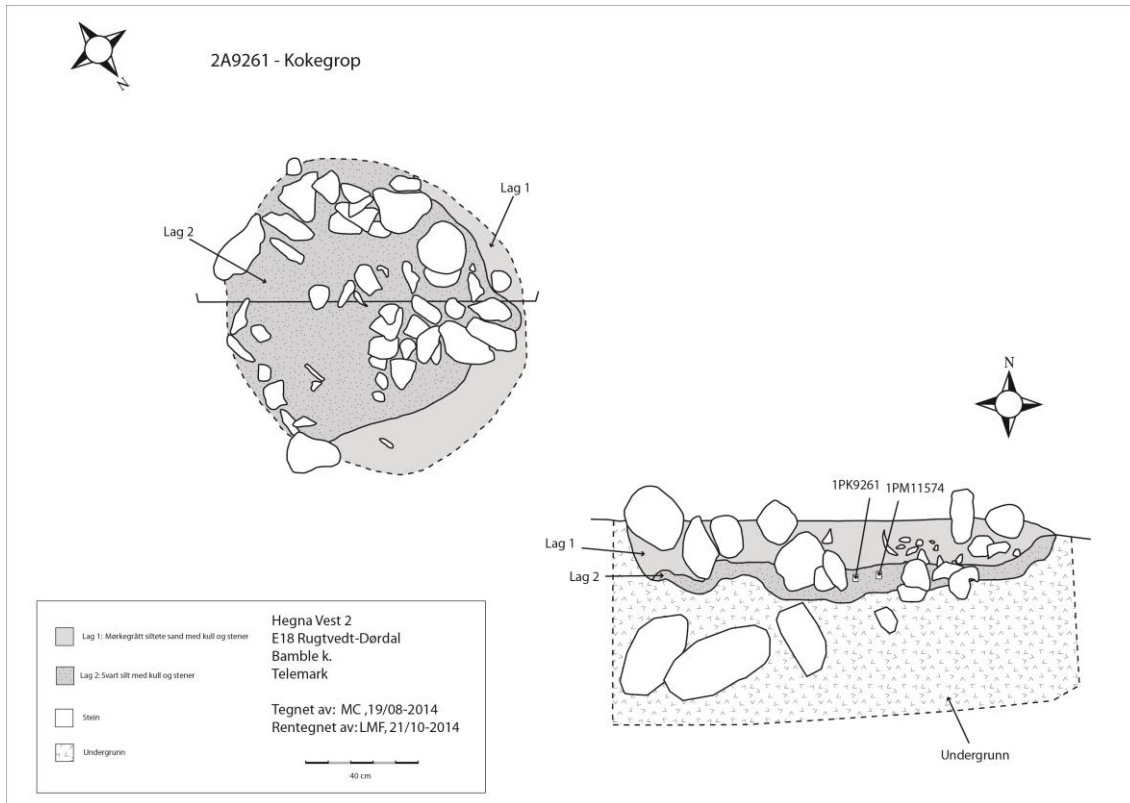 2A9261 - Kokegrop
N
Lag 1
Lag 2
N
1PK9261
1PM11574
Lag 1
Lag 2
Undergrunn
Lag 1: Mørkegrått siltete sand med kull og stener
Lag 2: Svart silt med kull og stener
Stein
Undergrunn
Hegna Vest 2
E18 Rugtvedt-Dørdal
Bamble k.
Telemark
Tegnet av: MC ,19/08-2014
Rentegnet av: LMF, 21/10-2014
40 cm